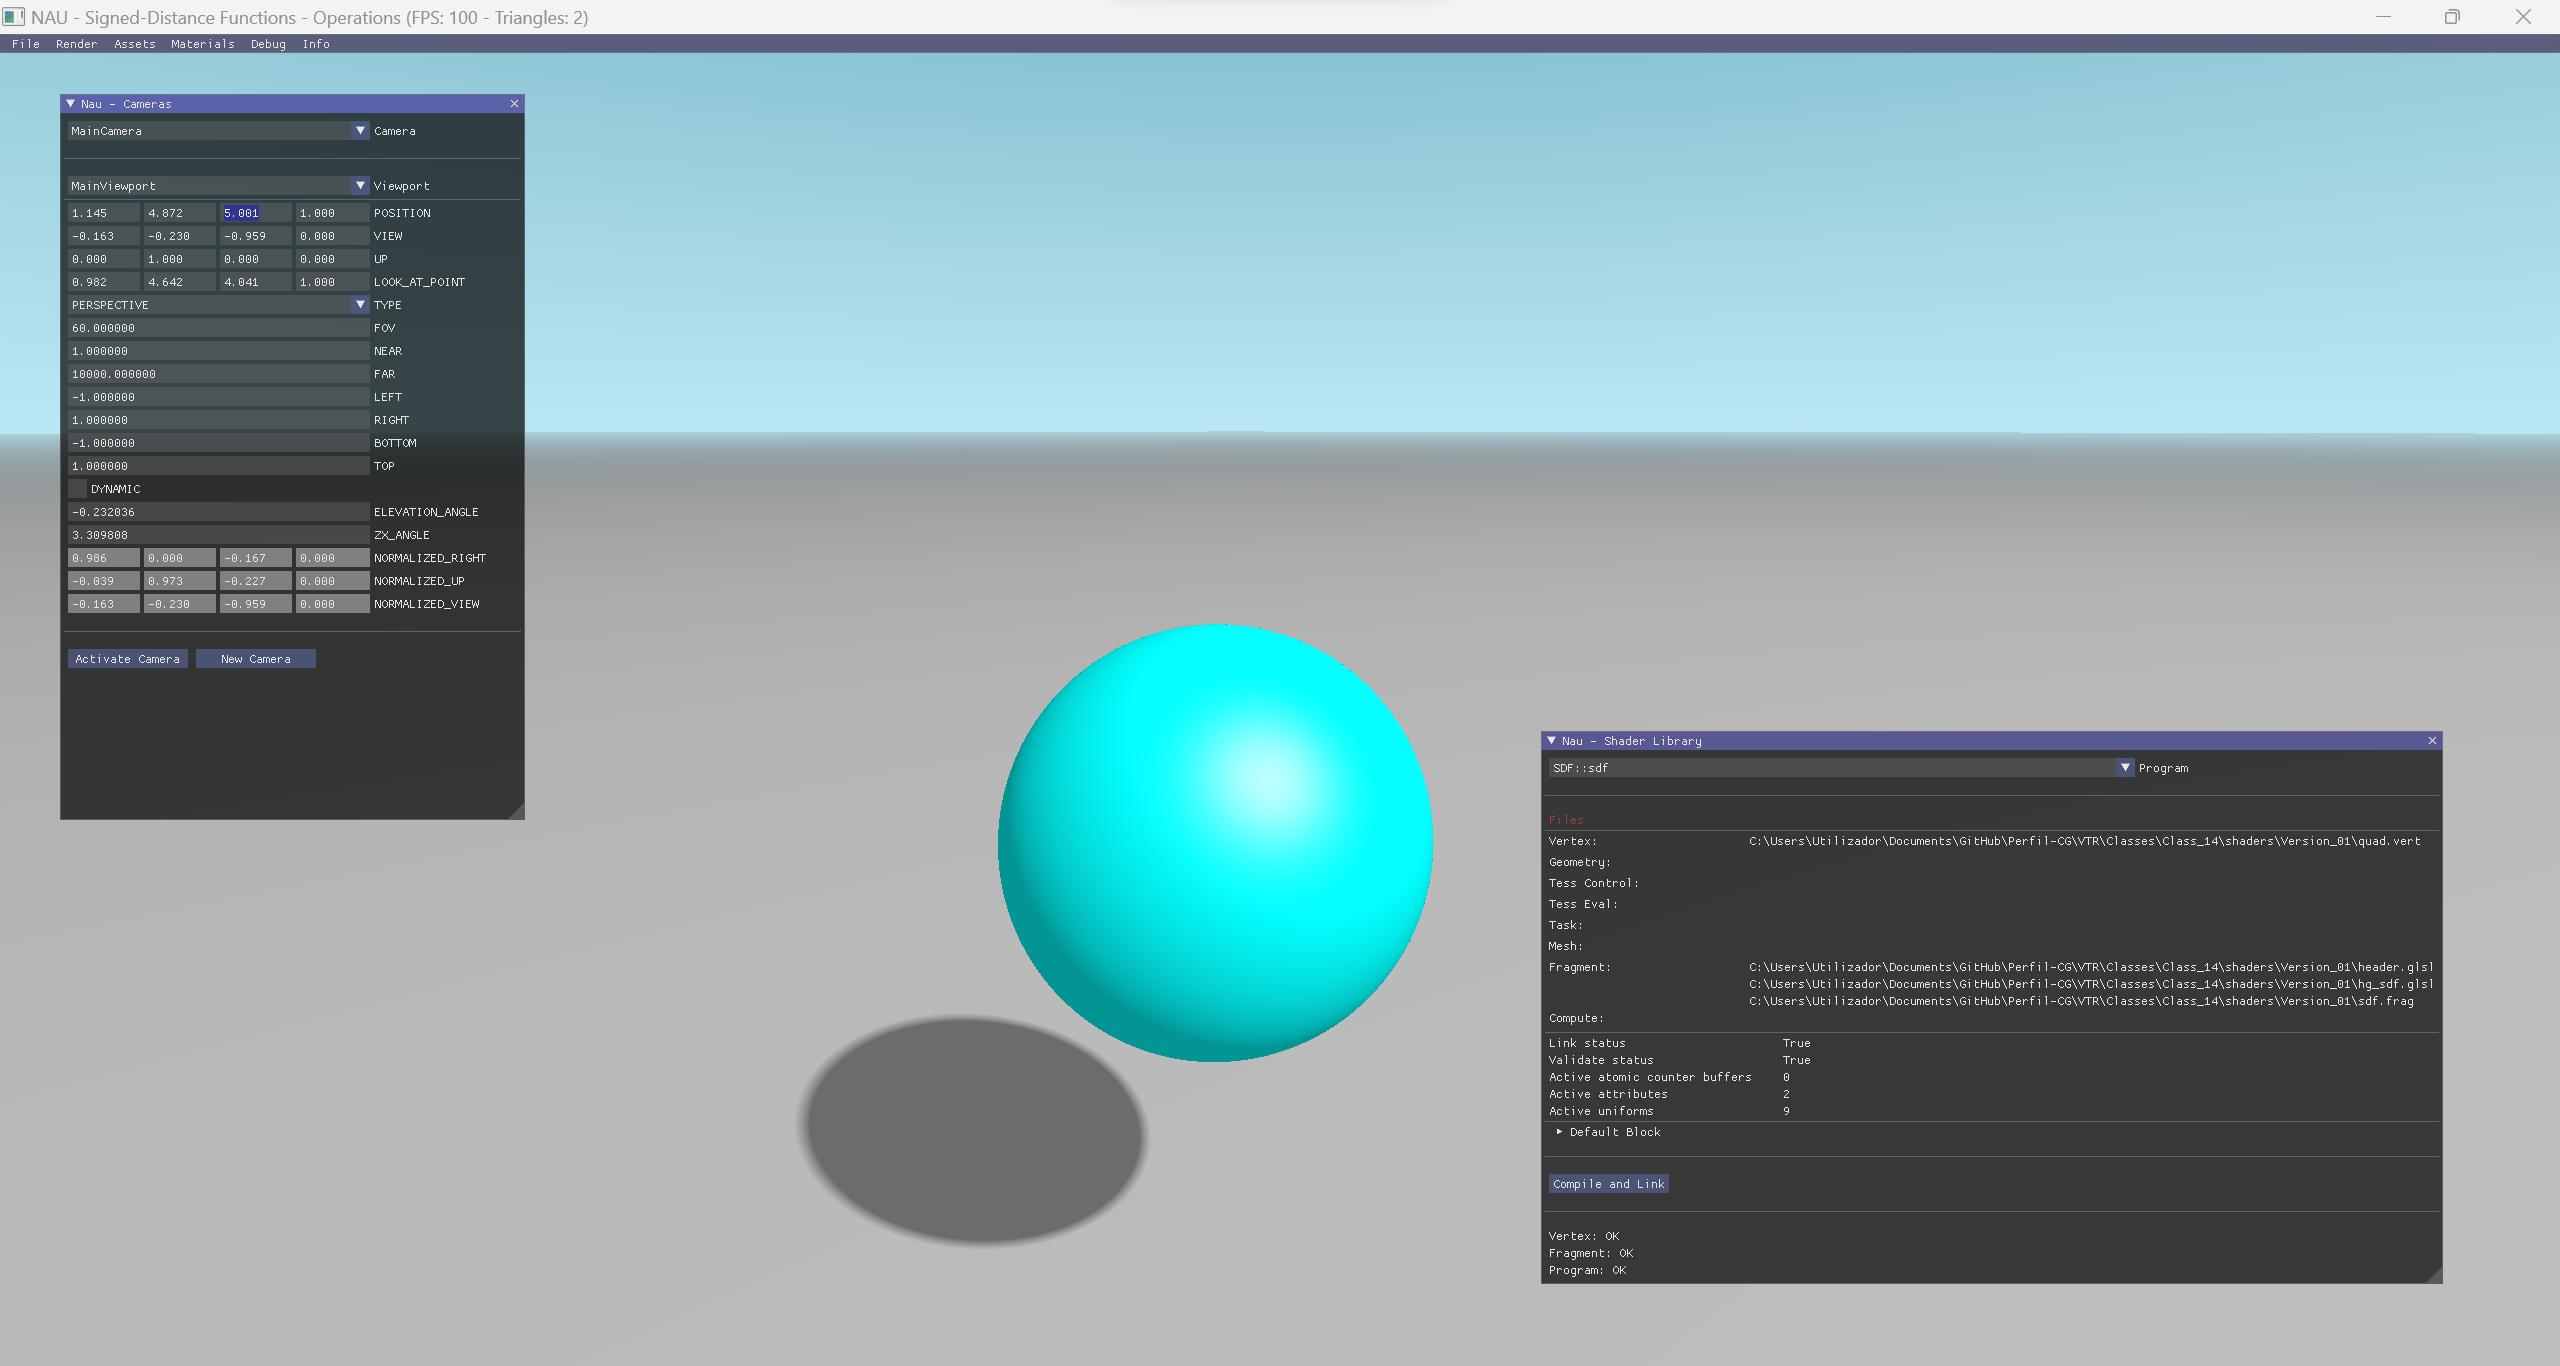 NAU - Signed-Distance Functions - Operations (FPS: 100 - Triangles: 2)
File Render Assets Materials Debug Info
Nau - Cameras
MainCamera Camera
MainViewport Viewport
1.145 4.872 5.001 1.000 POSITION
-0.163 -0.230 -0.959 0.000 VIEW
0.000 1.000 0.000 0.000 UP
0.982 4.642 4.041 1.000 LOOK_AT_POINT
PERSPECTIVE TYPE
60.000000 FOV
1.000000 NEAR
10000.000000 FAR
-1.000000 LEFT
1.000000 RIGHT
-1.000000 BOTTOM
1.000000 TOP
DYNAMIC
-0.232036 ELEVATION_ANGLE
3.309808 ZX_ANGLE
0.986 0.000 -0.167 0.000 NORMALIZED_RIGHT
-0.039 0.973 -0.227 0.000 NORMALIZED_UP
-0.163 -0.230 -0.959 0.000 NORMALIZED_VIEW
Activate Camera New Camera
Nau - Shader Library
SDF::sdf Program
Files
Vertex: C:\Users\Utilizador\Documents\GitHub\Perfil-CG\VTR\Classes\Class_14\shaders\Version_01\quad.vert
Geometry:
Tess Control:
Tess Eval:
Task:
Mesh:
Fragment: C:\Users\Utilizador\Documents\GitHub\Perfil-CG\VTR\Classes\Class_14\shaders\Version_01\header.glsl
C:\Users\Utilizador\Documents\GitHub\Perfil-CG\VTR\Classes\Class_14\shaders\Version_01\hg_sdf.glsl
C:\Users\Utilizador\Documents\GitHub\Perfil-CG\VTR\Classes\Class_14\shaders\Version_01\sdf.frag
Compute:
Link status True
Validate status True
Active atomic counter buffers 0
Active attributes 2
Active uniforms 9
Default Block
Compile and Link
Vertex: OK
Fragment: OK
Program: OK